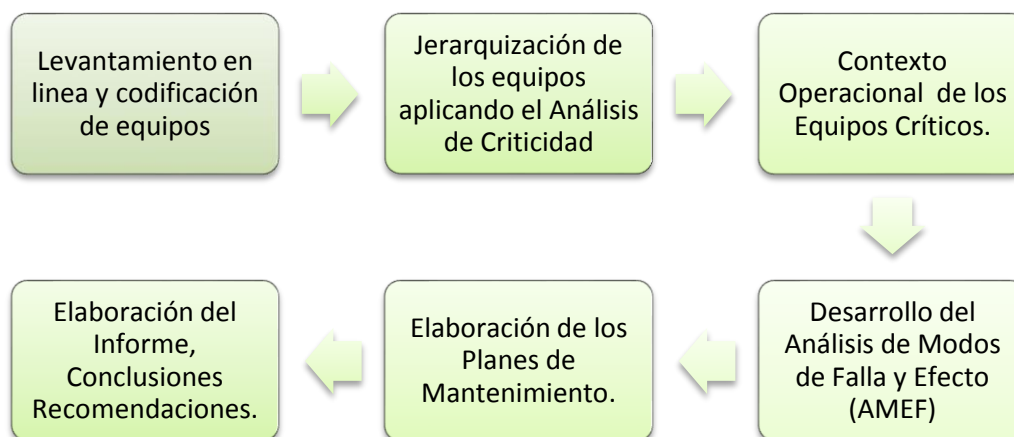 Levantamiento en
linea y codificación
de equipos
Jerarquización de
los equipos
aplicando el Análisis
de Criticidad
Contexto
Operacional de los
Equipos Críticos.
Desarrollo del
Análisis de Modos
de Falla y Efecto
(AMEF)
Elaboración de los
Planes de
Mantenimiento.
Elaboración del
Informe,
Conclusiones
Recomendaciones.